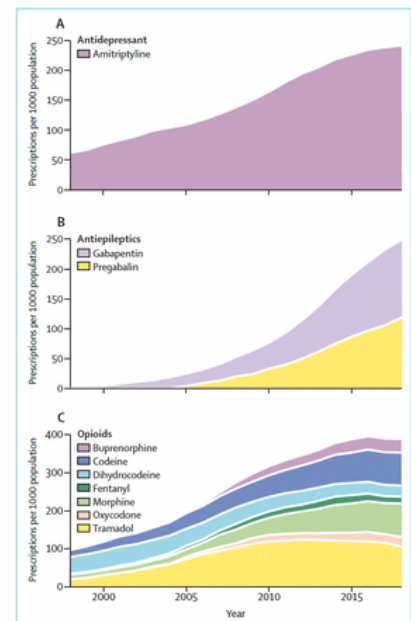 A
Antidepressant
Amitriptyline
Prescriptions per 1000 population
250
200
150
100
50
0
B
Antiepileptics
Gabapentin
Pregabalin
Prescriptions per 1000 population
250
200
150
100
50
0
C
Opioids
Buprenorphine
Codeine
Dihydrocodeine
Fentanyl
Morphine
Oxycodone
Tramadol
Prescriptions per 1000 population
400
300
200
100
0
2000 2005 2010 2015
Year